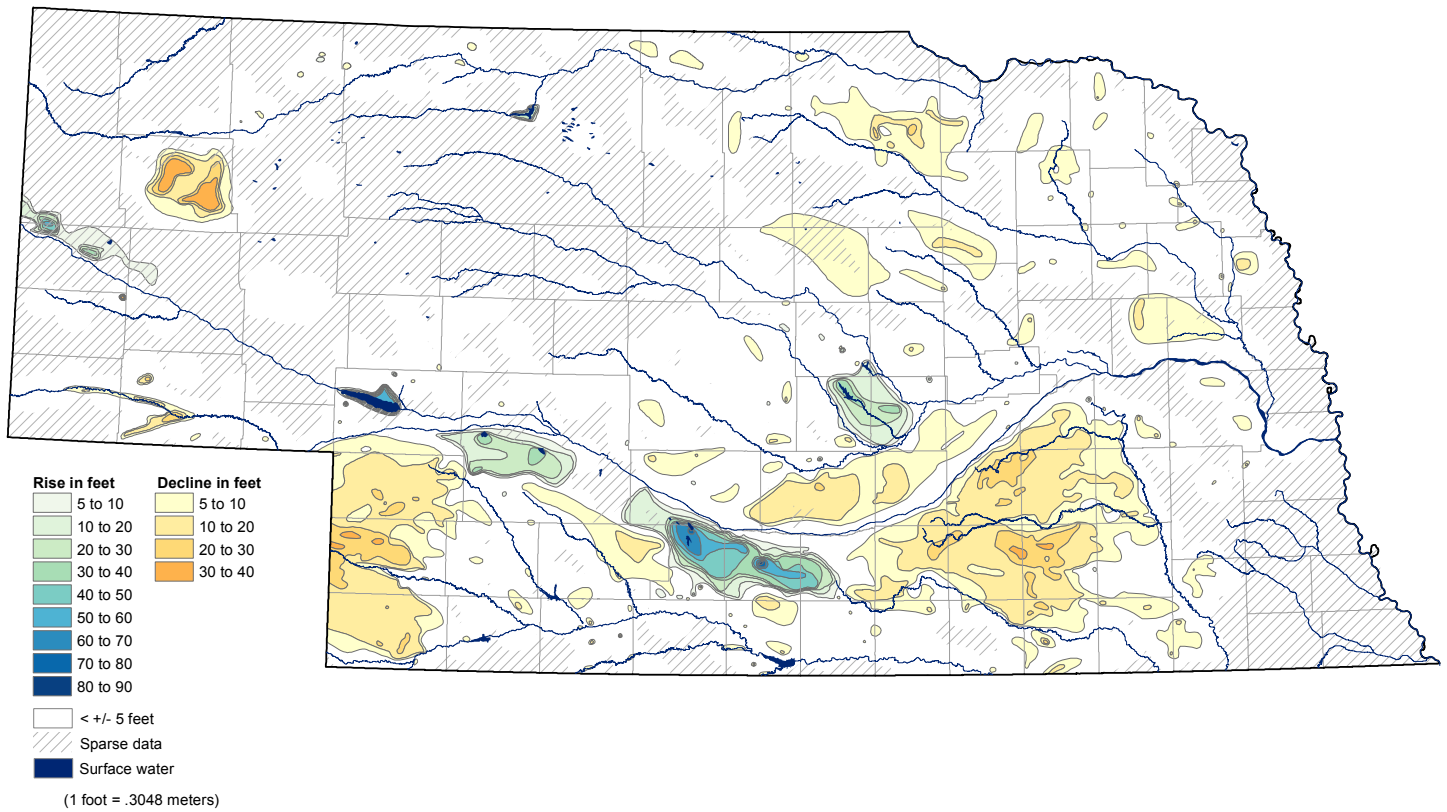 Rise in feet
5 to 10
10 to 20
20 to 30
30 to 40
40 to 50
50 to 60
60 to 70
70 to 80
80 to 90
Decline in feet
5 to 10
10 to 20
20 to 30
30 to 40
< +/- 5 feet
Sparse data
Surface water
(1 foot = .3048 meters)